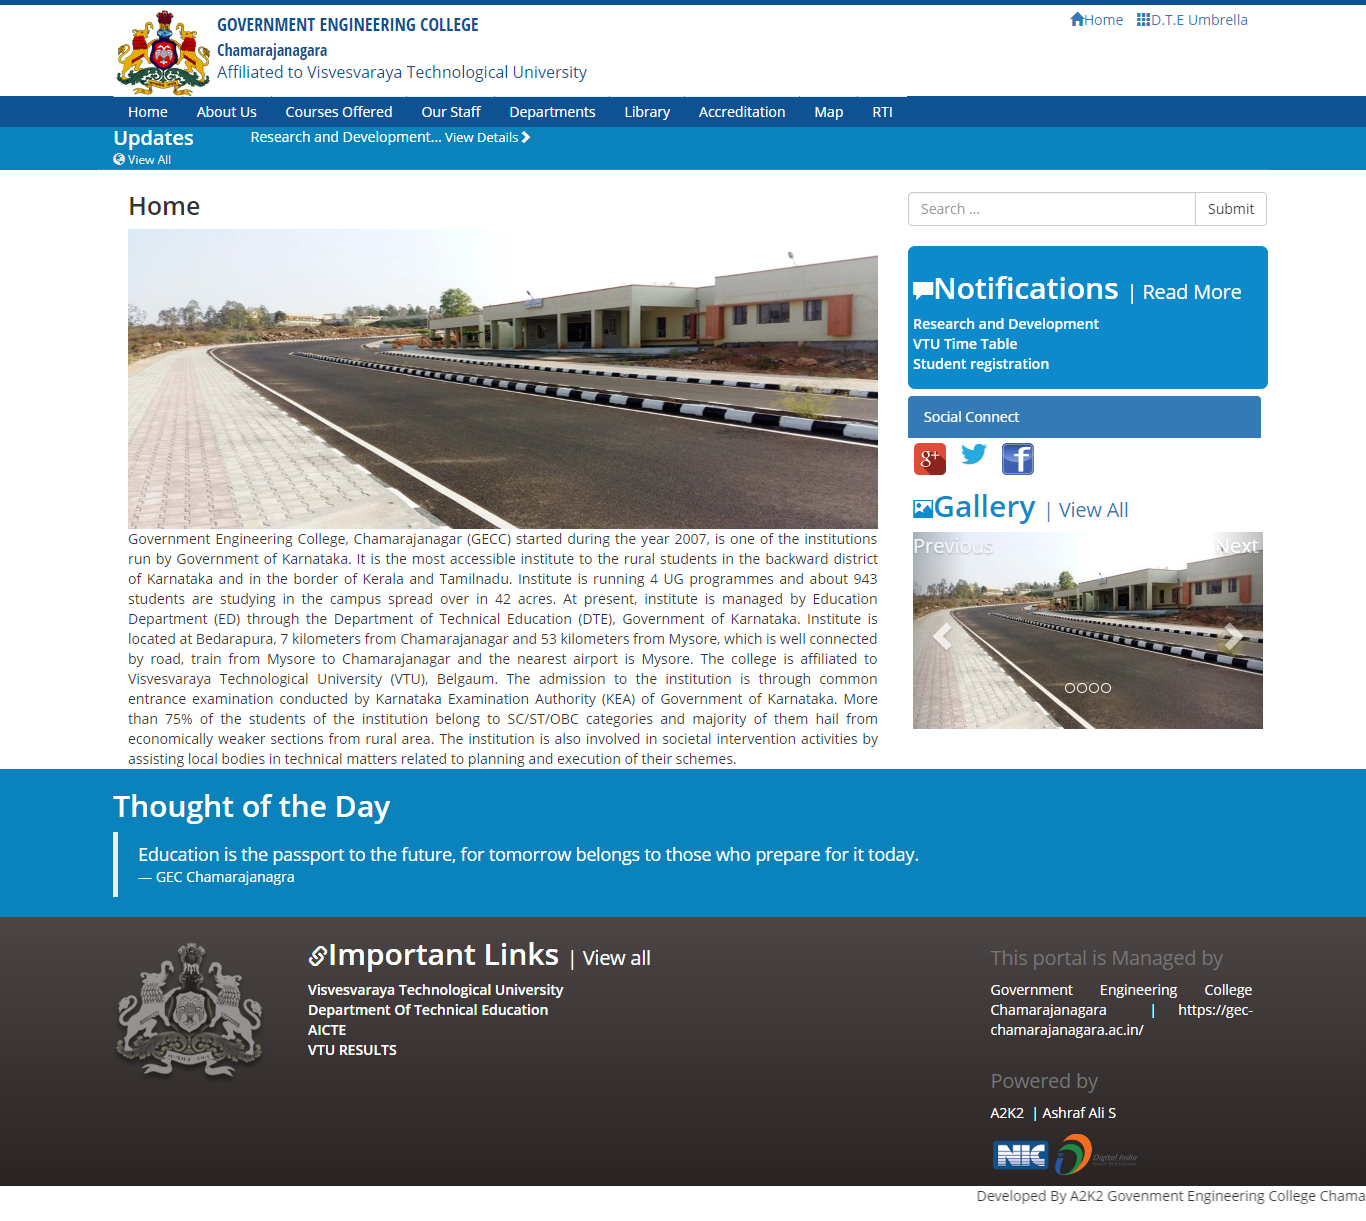 GOVERNMENT ENGINEERING COLLEGE
Chamarajanagara
Affiliated to Visvesvaraya Technological University
Home D.T.E Umbrella
Home About Us Courses Offered Our Staff Departments Library Accreditation Map RTI
Updates
View All
Research and Development... View Details
Home
Government Engineering College, Chamarajanagar (GECC) started during the year 2007, is one of the institutions
run by Government of Karnataka. It is the most accessible institute to the rural students in the backward district
of Karnataka and in the border of Kerala and Tamilnadu. Institute is running 4 UG programmes and about 943
students are studying in the campus spread over in 42 acres. At present, institute is managed by Education
Department (ED) through the Department of Technical Education (DTE), Government of Karnataka. Institute is
located at Bedarapura, 7 kilometers from Chamarajanagar and 53 kilometers from Mysore, which is well connected
by road, train from Mysore to Chamarajanagar and the nearest airport is Mysore. The college is affiliated to
Visvesvaraya Technological University (VTU), Belgaum. The admission to the institution is through common
entrance examination conducted by Karnataka Examination Authority (KEA) of Government of Karnataka. More
than 75% of the students of the institution belong to SC/ST/OBC categories and majority of them hail from
economically weaker sections from rural area. The institution is also involved in societal intervention activities by
assisting local bodies in technical matters related to planning and execution of their schemes.
Search ... Submit
Notifications | Read More
Research and Development
VTU Time Table
Student registration
Social Connect
g+ f
Gallery | View All
Previous Next
Thought of the Day
Education is the passport to the future, for tomorrow belongs to those who prepare for it today.
— GEC Chamarajanagra
Important Links | View all
Visvesvaraya Technological University
Department Of Technical Education
AICTE
VTU RESULTS
This portal is Managed by
Government Engineering College
Chamarajanagara | https://gec-
chamarajanagara.ac.in/
Powered by
A2K2 | Ashraf Ali S
NIC Digital India
Developed By A2K2 Govenment Engineering College Chama